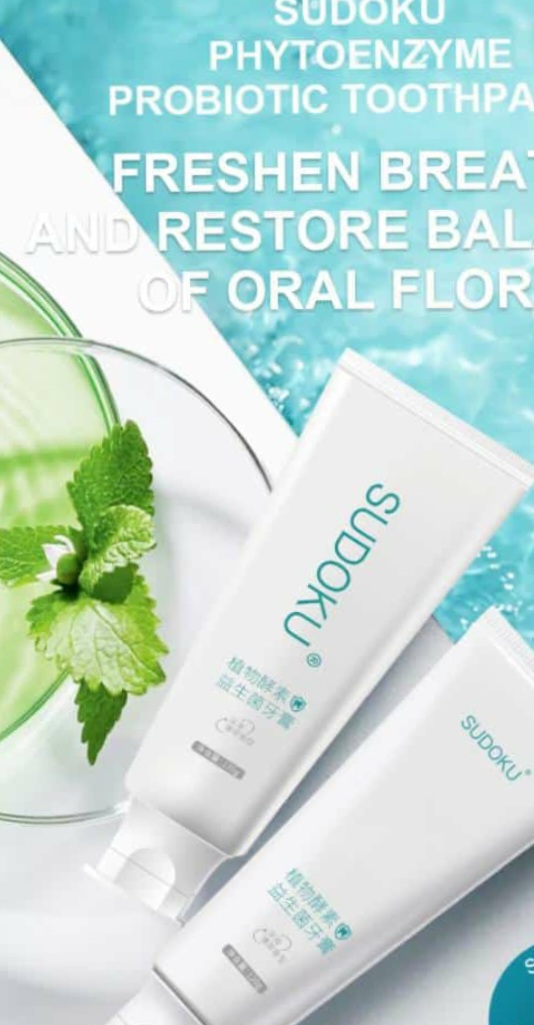 SUDOKU
PHYTOENZYME
PROBIOTIC TOOTHPA
FRESHEN BREAT
AND RESTORE BAL
OF ORAL FLOR
SUDOKU®
植物酵素
益生菌牙膏
SUDOKU®
植物酵素
益生菌牙膏